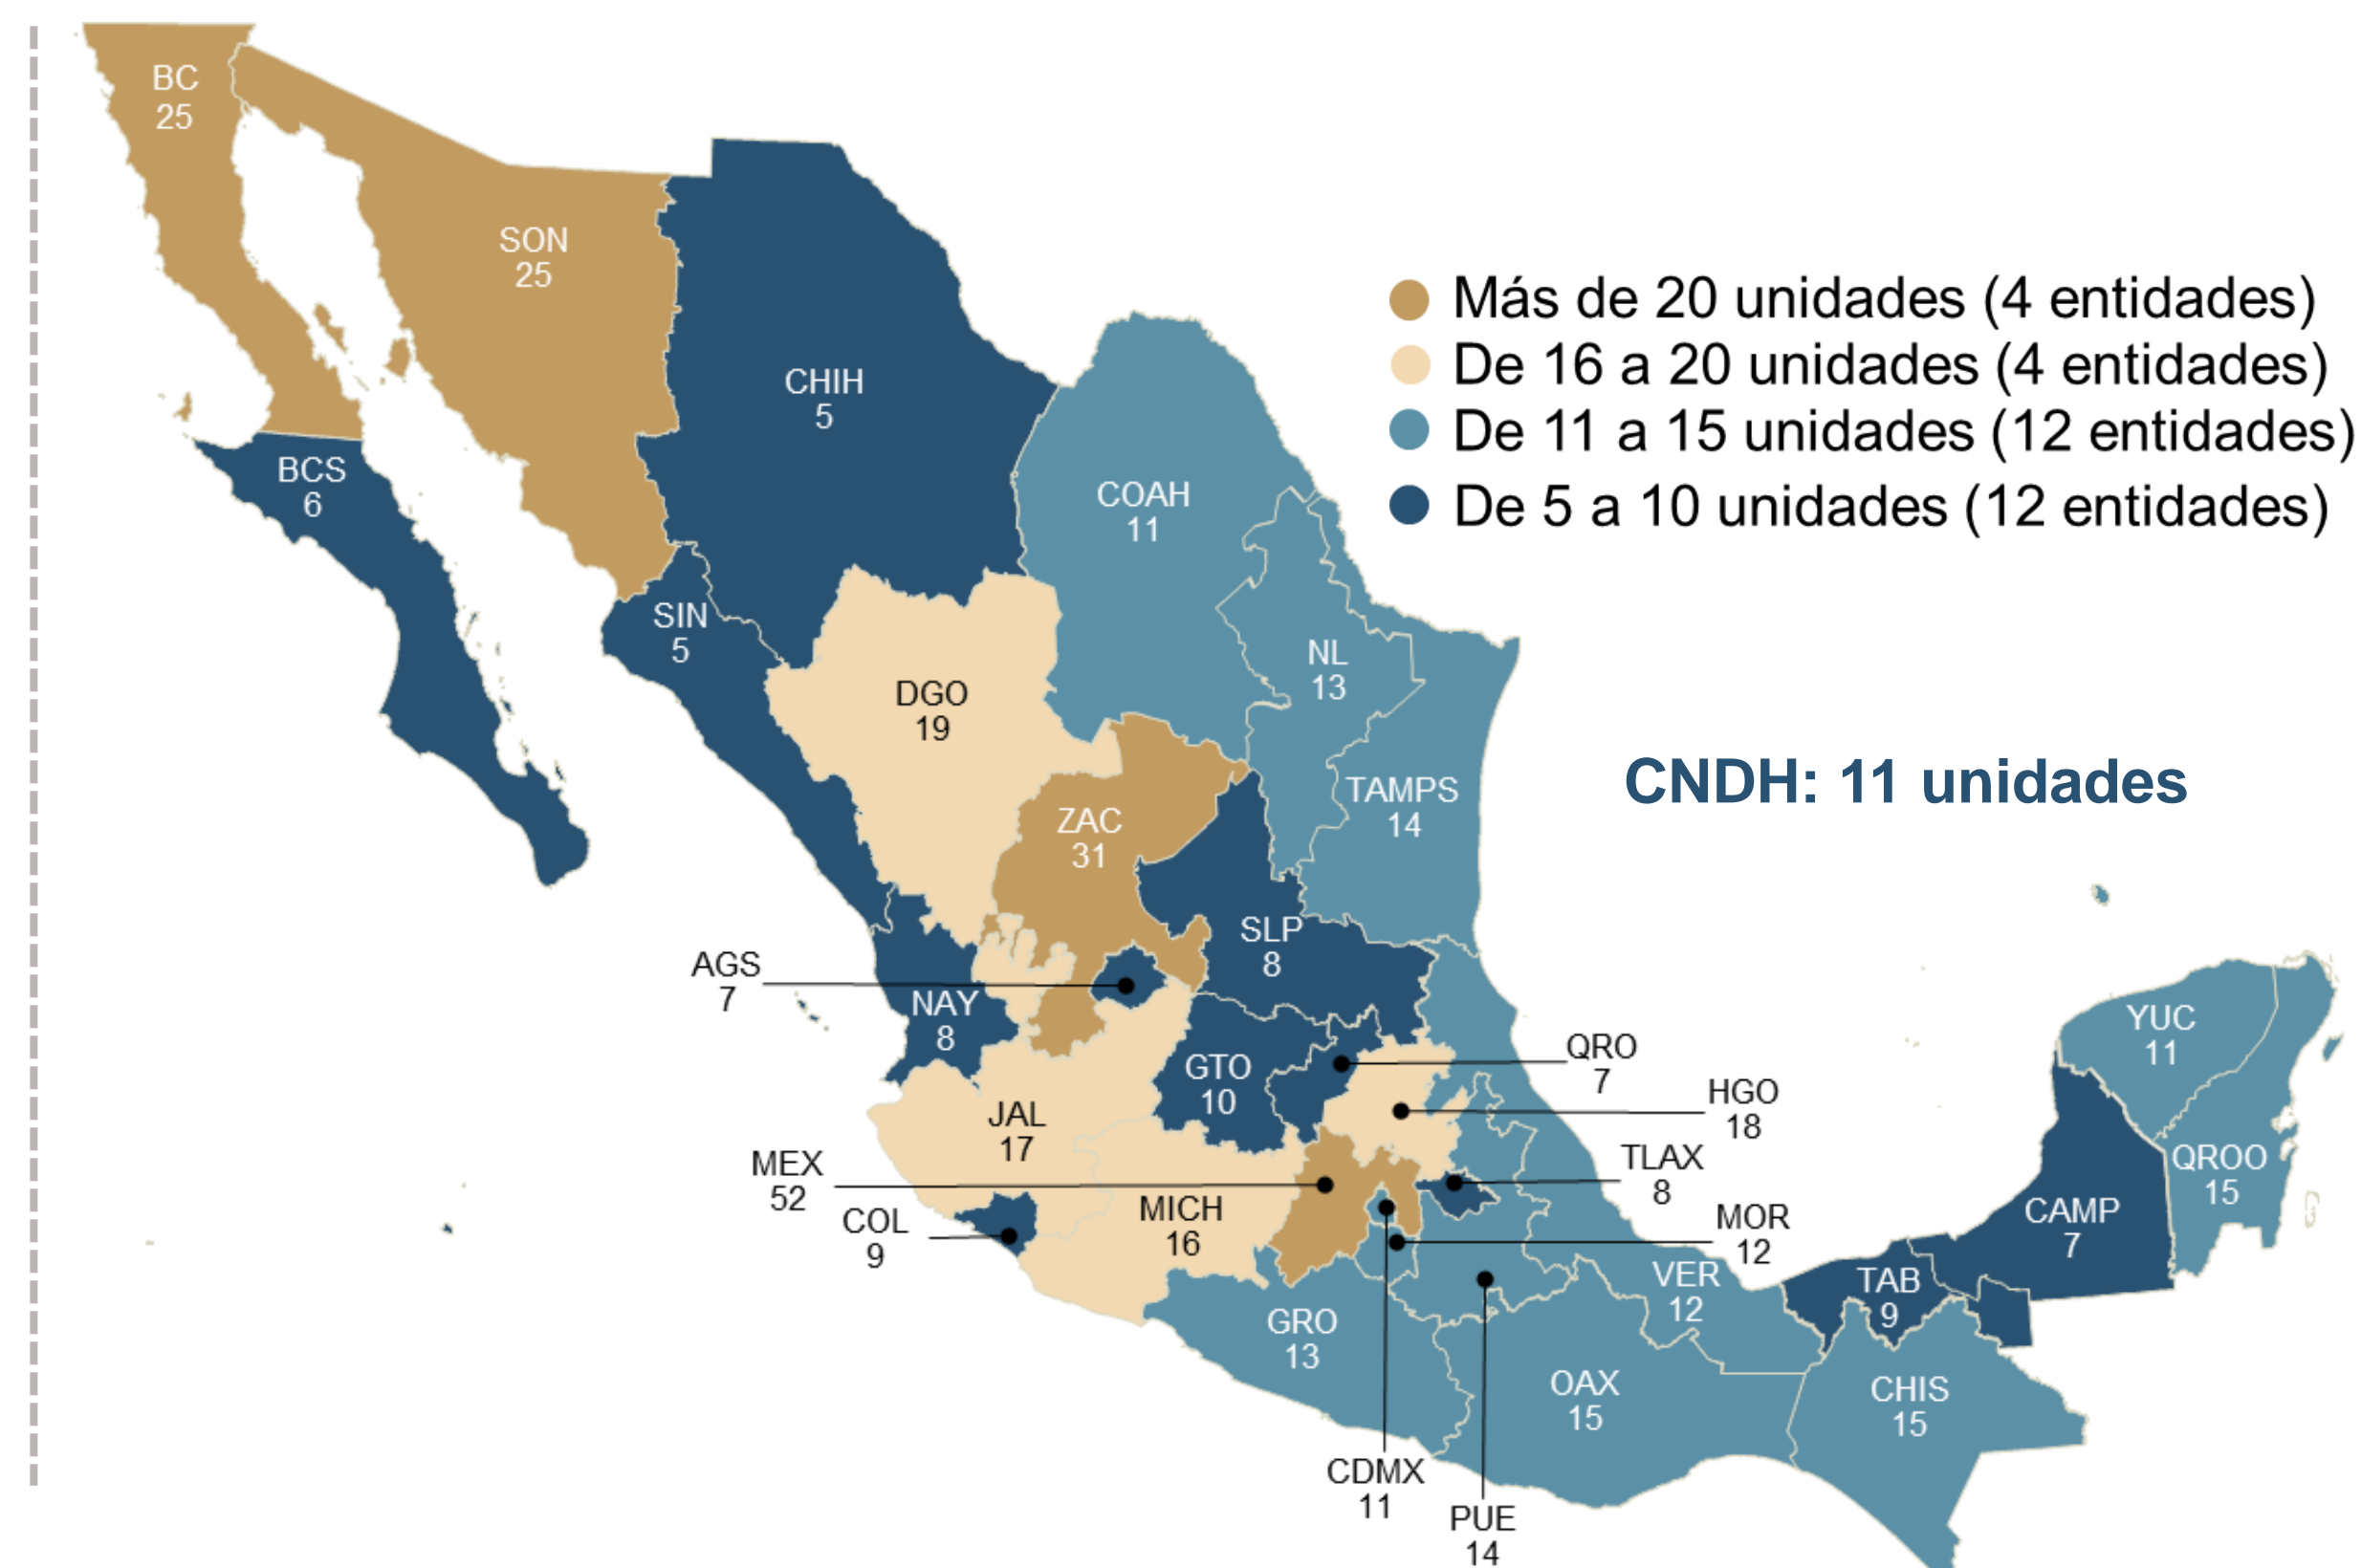 BC
25
SON
25
CHIH
5
BCS
6
COAH
11
SIN
5
DGO
19
NL
13
TAMPS
14
ZAC
31
SLP
8
AGS
7
NAY
8
GTO
10
QRO
7
HGO
18
JAL
17
MEX
52
COL
9
MICH
16
TLAX
8
MOR
12
VER
12
GRO
13
OAX
15
CDMX
11
PUE
14
TAB
9
CHIS
15
CAMP
7
YUC
11
QROO
15
Más de 20 unidades (4 entidades)
De 16 a 20 unidades (4 entidades)
De 11 a 15 unidades (12 entidades)
De 5 a 10 unidades (12 entidades)
CNDH: 11 unidades